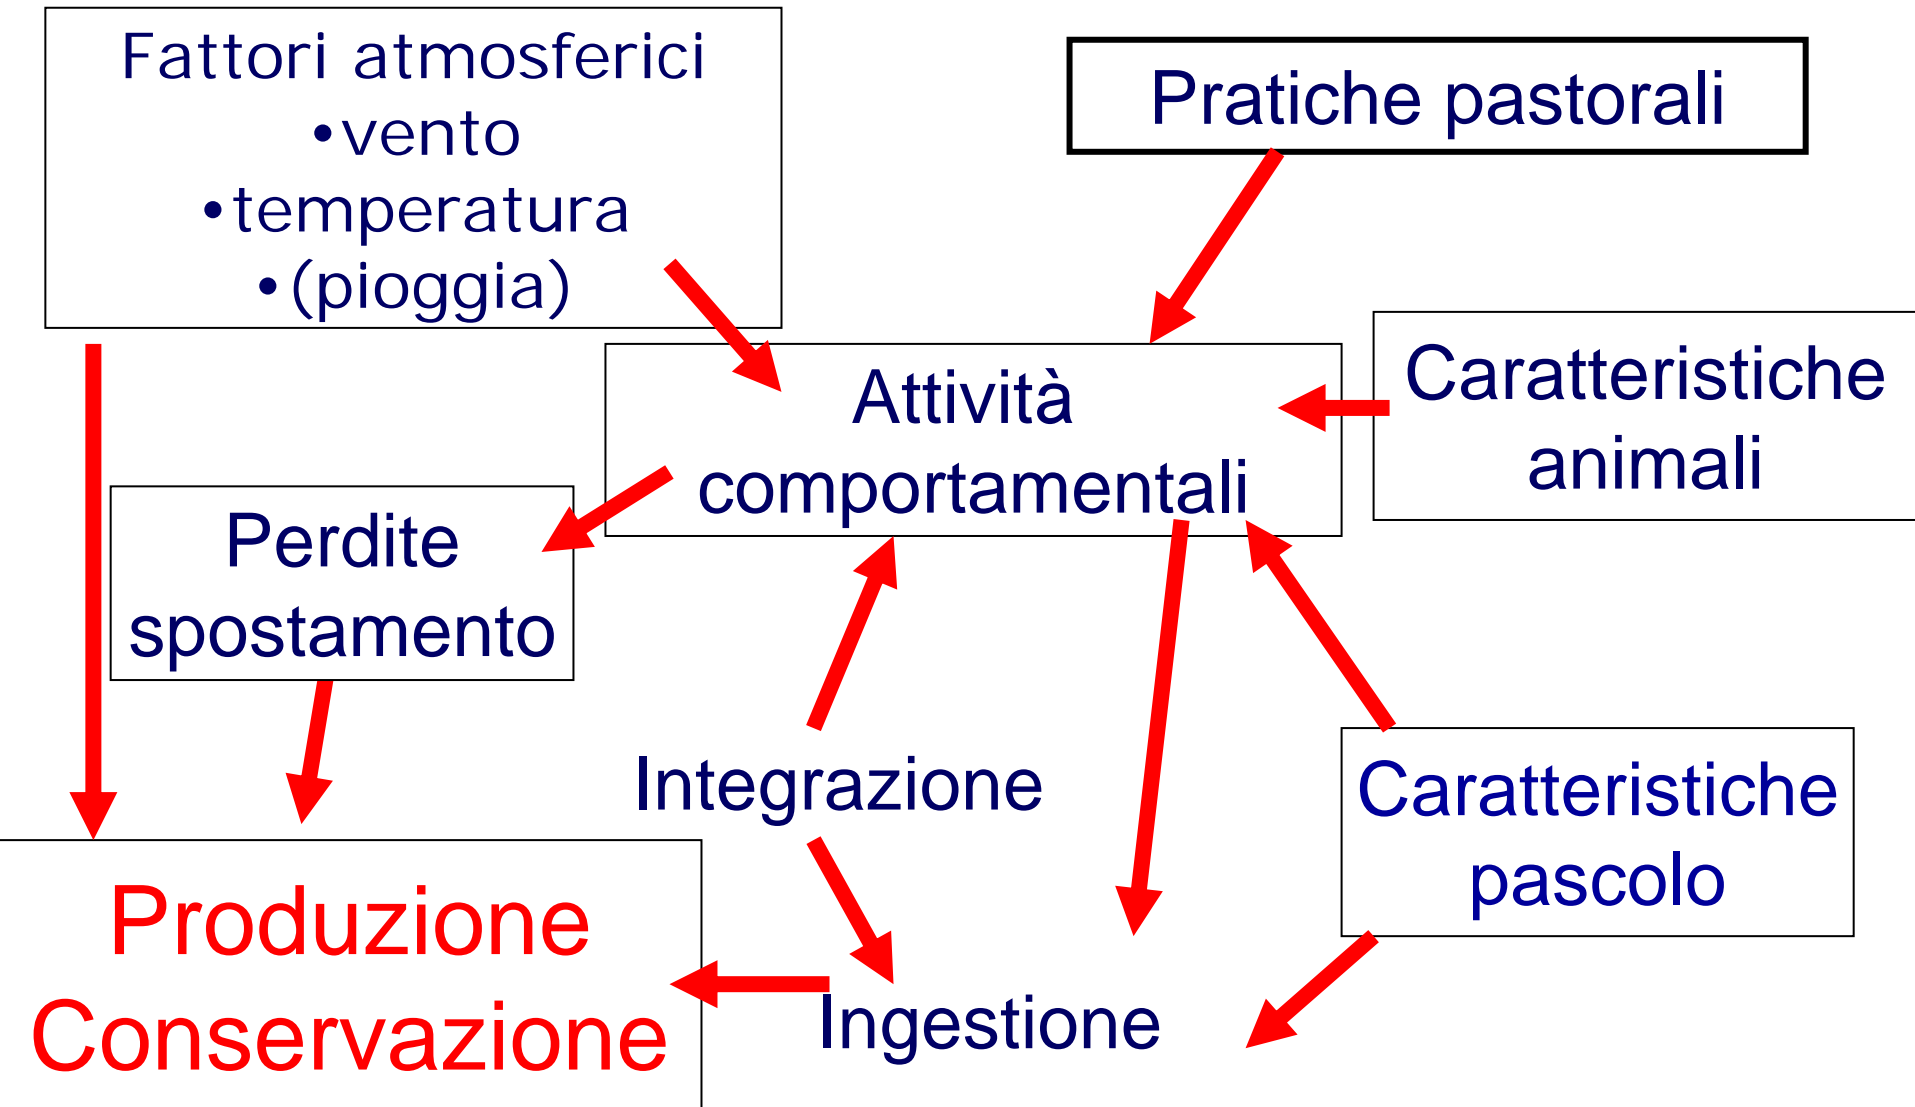 Fattori atmosferici
•vento
•temperatura
•(pioggia)
Pratiche pastorali
Attività
comportamentali
Caratteristiche
animali
Perdite
spostamento
Integrazione
Caratteristiche
pascolo
Produzione
Conservazione
Ingestione